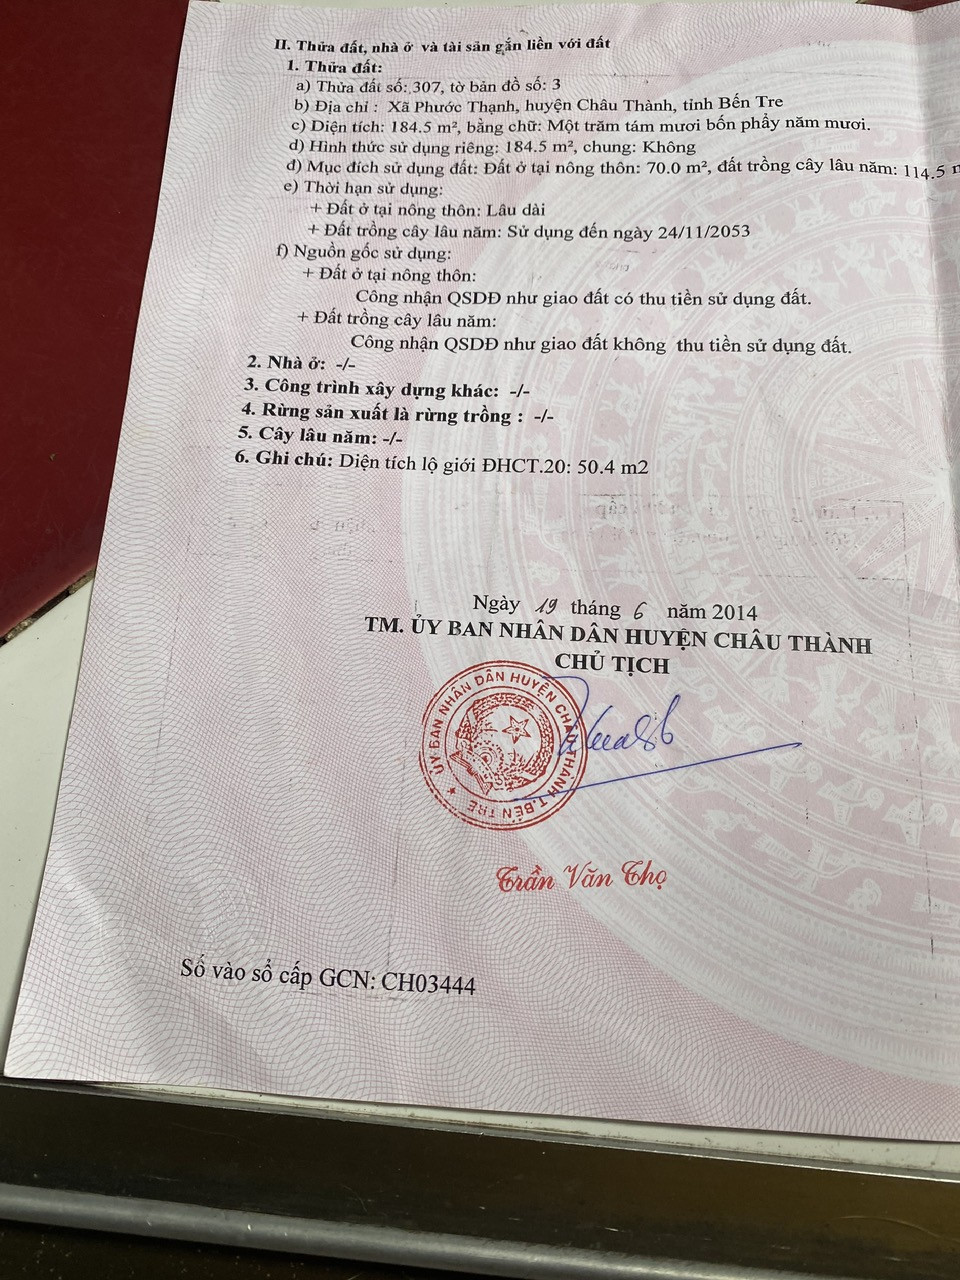 II. Thửa đất, nhà ở và tài sản gắn liền với đất
1. Thửa đất:
a) Thửa đất số: 307, tờ bản đồ số: 3
b) Địa chỉ : Xã Phước Thạnh, huyện Châu Thành, tỉnh Bến Tre
c) Diện tích: 184.5 m², bằng chữ: Một trăm tám mươi bốn phẩy năm mươi.
d) Hình thức sử dụng riêng: 184.5 m², chung: Không
đ) Mục đích sử dụng đất: Đất ở tại nông thôn: 70.0 m², đất trồng cây lâu năm: 114.5
e) Thời hạn sử dụng:
+ Đất ở tại nông thôn: Lâu dài
+ Đất trồng cây lâu năm: Sử dụng đến ngày 24/11/2053
f) Nguồn gốc sử dụng:
+ Đất ở tại nông thôn:
Công nhận QSDĐ như giao đất có thu tiền sử dụng đất.
+ Đất trồng cây lâu năm:
Công nhận QSDĐ như giao đất không thu tiền sử dụng đất.
2. Nhà ở: -/-
3. Công trình xây dựng khác: -/-
4. Rừng sản xuất là rừng trồng : -/-
5. Cây lâu năm: -/-
6. Ghi chú: Diện tích lộ giới ĐHCT.20: 50.4 m2
Ngày 19 tháng 6 năm 2014
TM. ỦY BAN NHÂN DÂN HUYỆN CHÂU THÀNH
CHỦ TỊCH
ỦY BAN NHÂN DÂN HUYỆN CHÂU THÀNH T.BẾN TRE
Trần Văn Thọ
Số vào sổ cấp GCN: CH03444